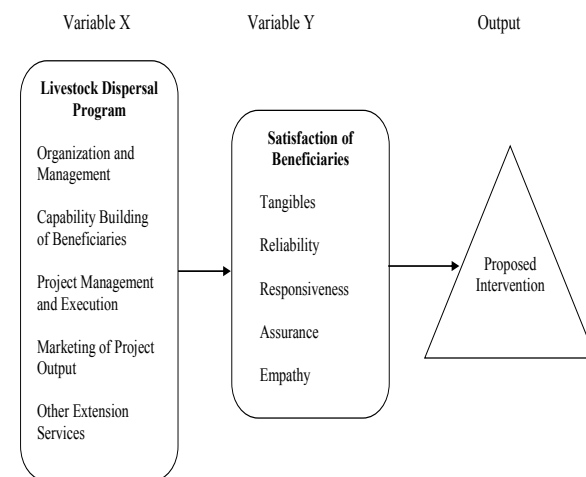 Variable X
Variable Y
Output
Livestock Dispersal
Program
Organization and
Management
Capability Building
of Beneficiaries
Project Management
and Execution
Marketing of Project
Output
Other Extension
Services
Satisfaction of
Beneficiaries
Tangibles
Reliability
Responsiveness
Assurance
Empathy
Proposed
Intervention